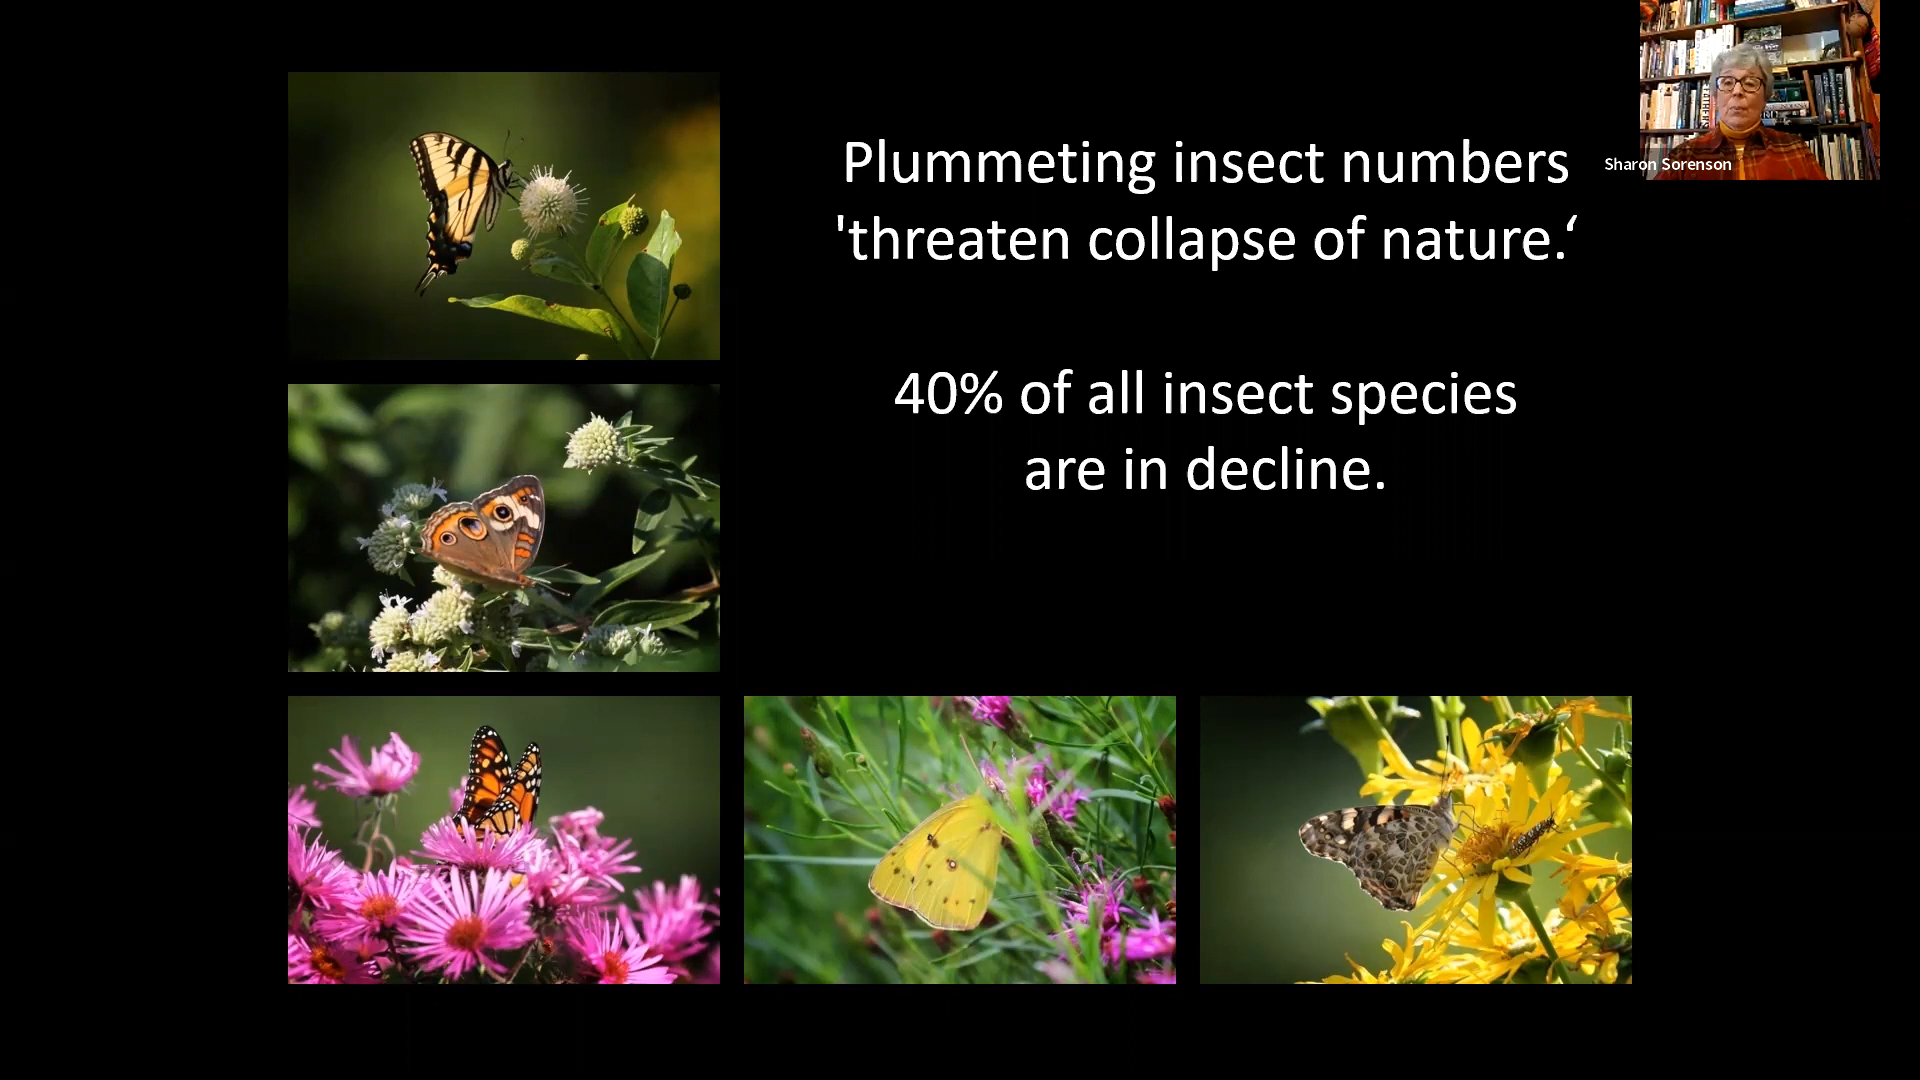 Plummeting insect numbers
'threaten collapse of nature.‘
40% of all insect species
are in decline.
Sharon Sorenson